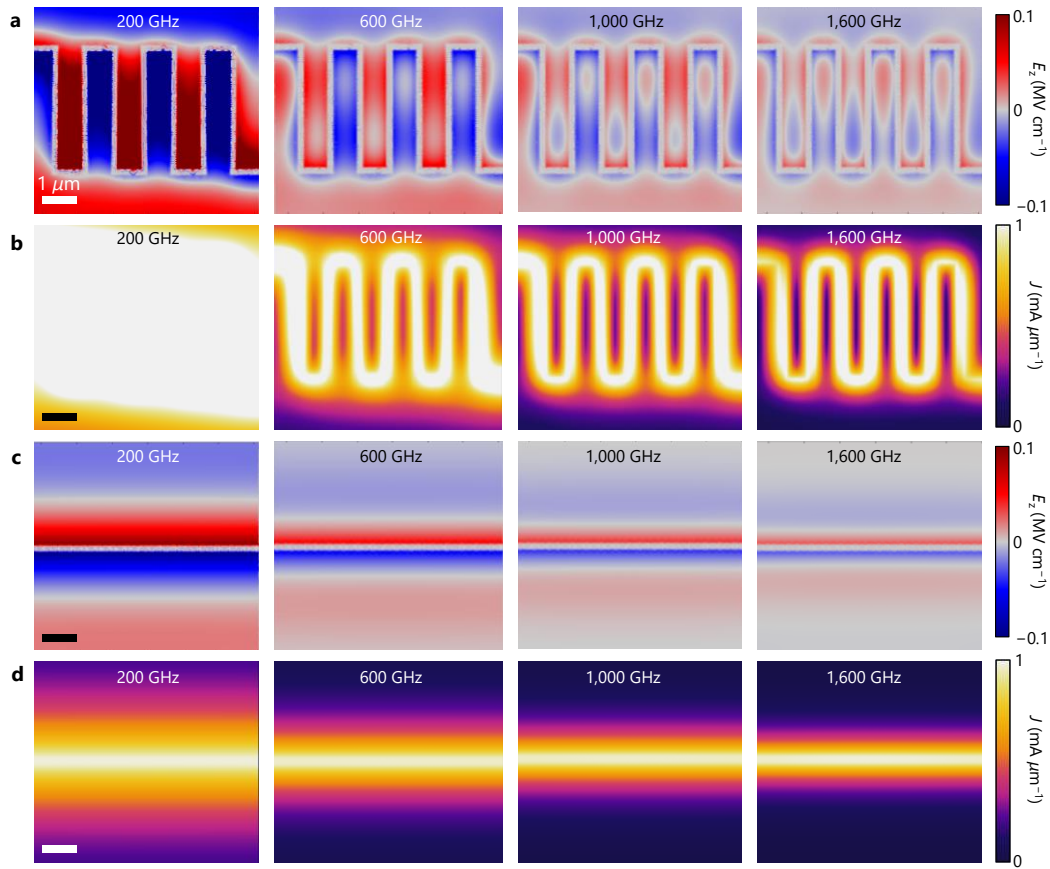 a
200 GHz
600 GHz
1,000 GHz
1,600 GHz
1 μm
0.1
0
−0.1
E_z (MV cm⁻¹)
b
200 GHz
600 GHz
1,000 GHz
1,600 GHz
1
0
J (mA μm⁻¹)
c
200 GHz
600 GHz
1,000 GHz
1,600 GHz
0.1
0
−0.1
E_z (MV cm⁻¹)
d
200 GHz
600 GHz
1,000 GHz
1,600 GHz
1
0
J (mA μm⁻¹)